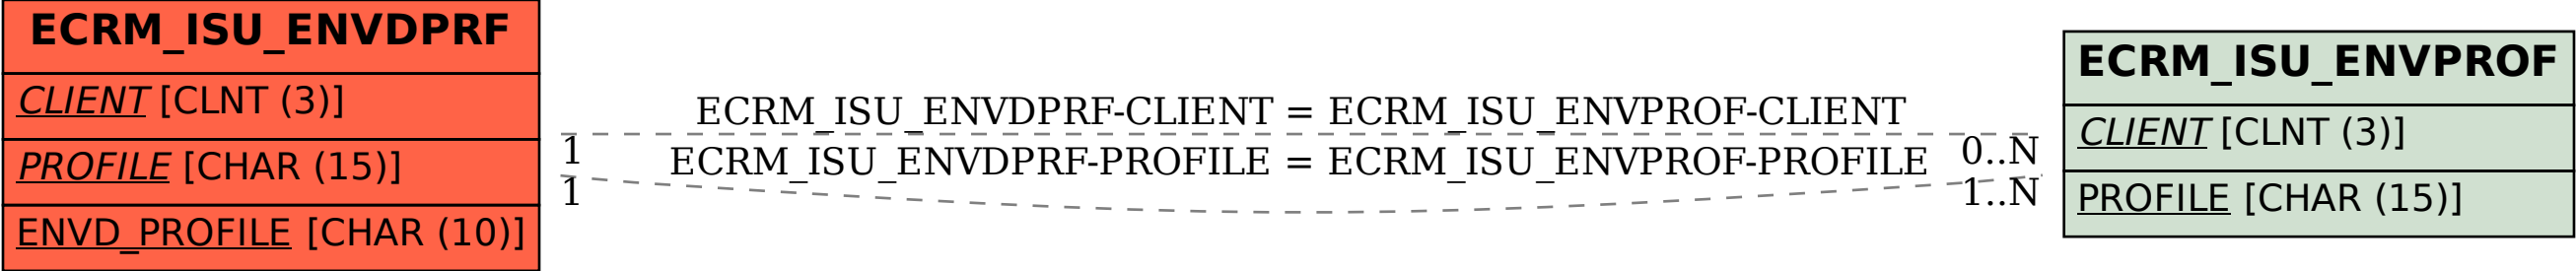 ECRM_ISU_ENVDPRF
CLIENT [CLNT (3)]
PROFILE [CHAR (15)]
ENVD_PROFILE [CHAR (10)]
ECRM_ISU_ENVDPRF-CLIENT = ECRM_ISU_ENVPROF-CLIENT
1
0..N
ECRM_ISU_ENVDPRF-PROFILE = ECRM_ISU_ENVPROF-PROFILE
1
1..N
ECRM_ISU_ENVPROF
CLIENT [CLNT (3)]
PROFILE [CHAR (15)]